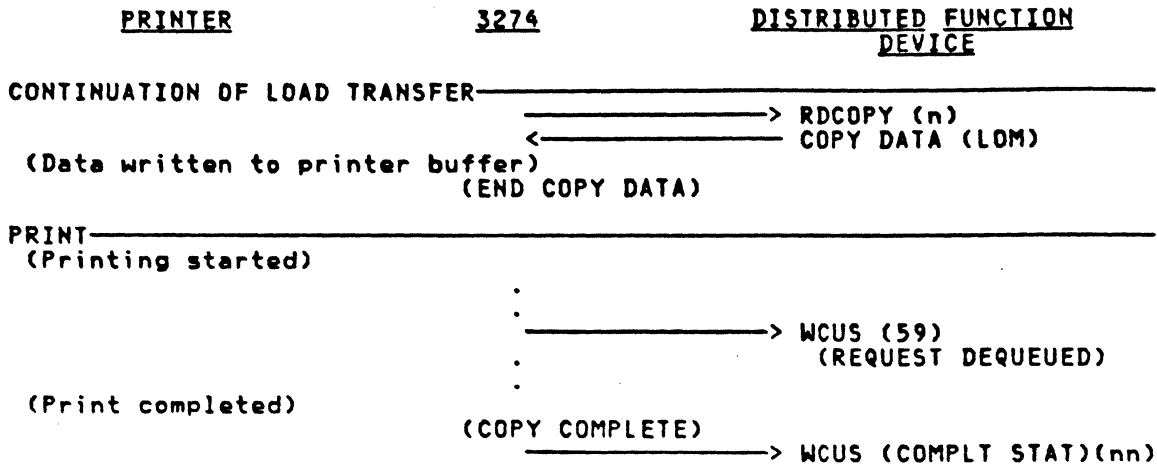 PRINTER 3274 DISTRIBUTED FUNCTION
DEVICE
CONTINUATION OF LOAD TRANSFER
> RDCOPY (n)
< COPY DATA (LOM)
(Data written to printer buffer)
(END COPY DATA)
PRINT
(Printing started)
.
.
> WCUS (59)
(REQUEST DEQUEUED)
.
.
(Print completed)
(COPY COMPLETE)
> WCUS (COMPLT STAT)(nn)